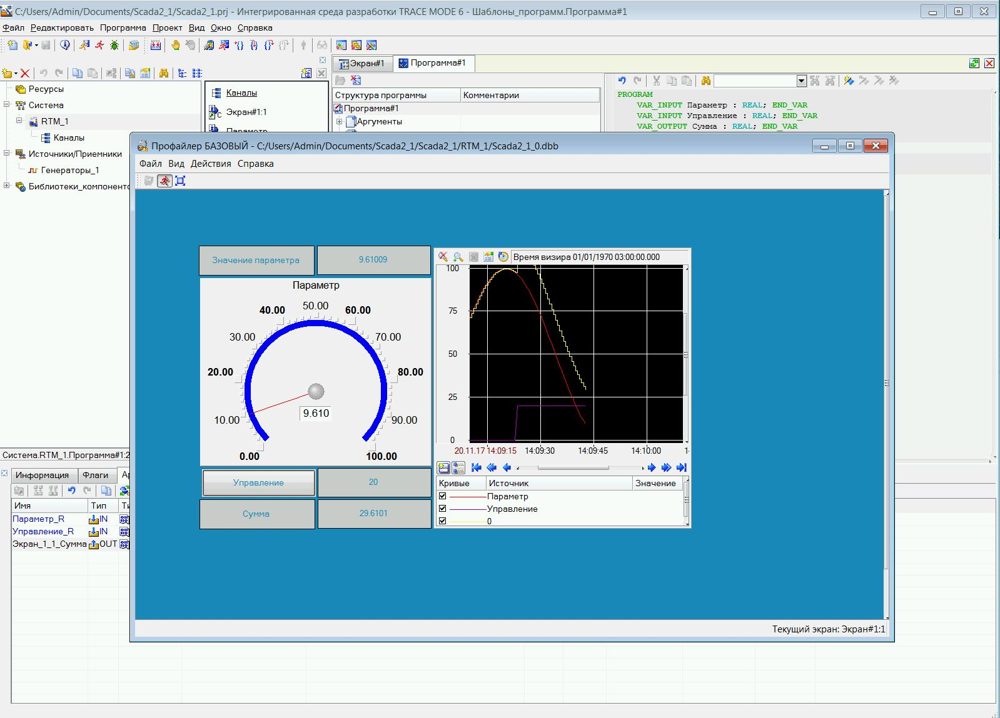 C:/Users/Admin/Documents/Scada2_1/Scada2_1.prj - Интегрированная среда разработки TRACE MODE 6 - Шаблоны_программ.Программа#1
Файл Редактировать Программа Проект Вид Окно Справка
Экран#1 Программа#1
Ресурсы
Система
RTM_1
Каналы
Источники/Приемники
Генераторы_1
Библиотеки_компоненто
Каналы
Экран#1:1
Параметр
Структура программы Комментарии
Программа#1
Аргументы
PROGRAM
VAR_INPUT Параметр : REAL; END_VAR
VAR_INPUT Управление : REAL; END_VAR
VAR_OUTPUT Сумма : REAL; END_VAR
Профайлер БАЗОВЫЙ - C:/Users/Admin/Documents/Scada2_1/Scada2_1/RTM_1/Scada2_1_0.dbb
Файл Вид Действия Справка
Значение параметра 9.61009
Параметр
0.00
10.00
20.00
30.00
40.00
50.00
60.00
70.00
80.00
90.00
100.00
9.610
Управление 20
Сумма 29.6101
Время визира 01/01/1970 03:00:00.000
100
75
50
25
0
20.11.17 14:09:15 14:09:30 14:09:45 14:10:00 1
Кривые Источник Значение
Параметр
Управление
0
Текущий экран: Экран#1:1
Система.RTM_1.Программа#1:2
Информация Флаги А
Имя Тип Ти
Параметр_R IN
Управление_R IN
Экран_1_1_Сумма OUT